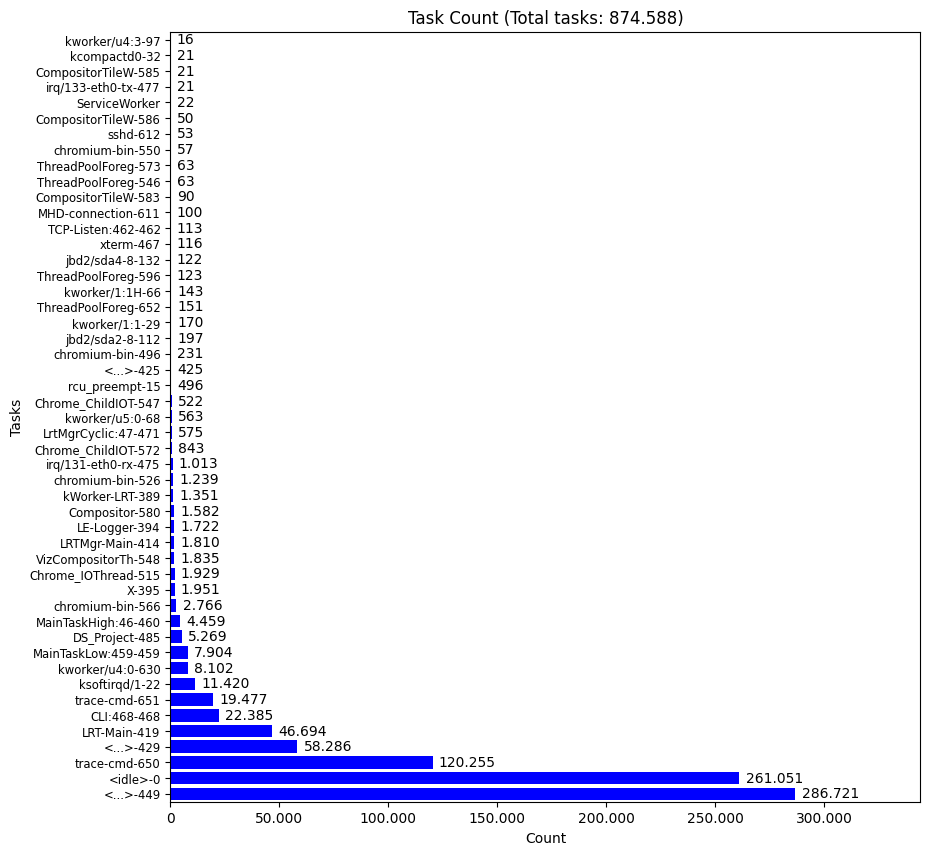 Task Count (Total tasks: 874.588)
kworker/u4:3-97 16
kcompactd0-32 21
CompositorTileW-585 21
irq/133-eth0-tx-477 21
ServiceWorker 22
CompositorTileW-586 50
sshd-612 53
chromium-bin-550 57
ThreadPoolForeg-573 63
ThreadPoolForeg-546 63
CompositorTileW-583 90
MHD-connection-611 100
TCP-Listen:462-462 113
xterm-467 116
jbd2/sda4-8-132 122
ThreadPoolForeg-596 123
kworker/1:1H-66 143
ThreadPoolForeg-652 151
kworker/1:1-29 170
jbd2/sda2-8-112 197
chromium-bin-496 231
<...>-425 425
rcu_preempt-15 496
Chrome_ChildIOT-547 522
kworker/u5:0-68 563
LrtMgrCyclic:47-471 575
Chrome_ChildIOT-572 843
irq/131-eth0-rx-475 1.013
chromium-bin-526 1.239
kWorker-LRT-389 1.351
Compositor-580 1.582
LE-Logger-394 1.722
LRTMgr-Main-414 1.810
VizCompositorTh-548 1.835
Chrome_IOThread-515 1.929
X-395 1.951
chromium-bin-566 2.766
MainTaskHigh:46-460 4.459
DS_Project-485 5.269
MainTaskLow:459-459 7.904
kworker/u4:0-630 8.102
ksoftirqd/1-22 11.420
trace-cmd-651 19.477
CLI:468-468 22.385
LRT-Main-419 46.694
<...>-429 58.286
trace-cmd-650 120.255
<idle>-0 261.051
<...>-449 286.721
Tasks
0 50.000 100.000 150.000 200.000 250.000 300.000
Count